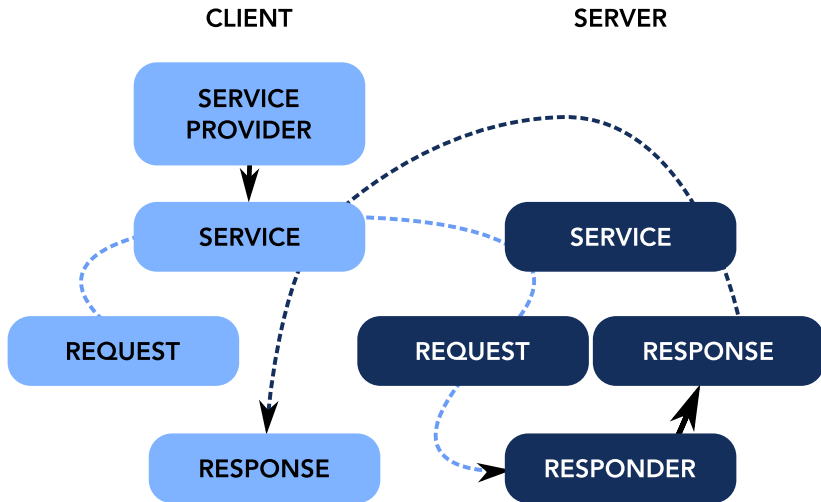 CLIENT
SERVER
SERVICE
PROVIDER
SERVICE
SERVICE
REQUEST
REQUEST
RESPONSE
RESPONSE
RESPONDER